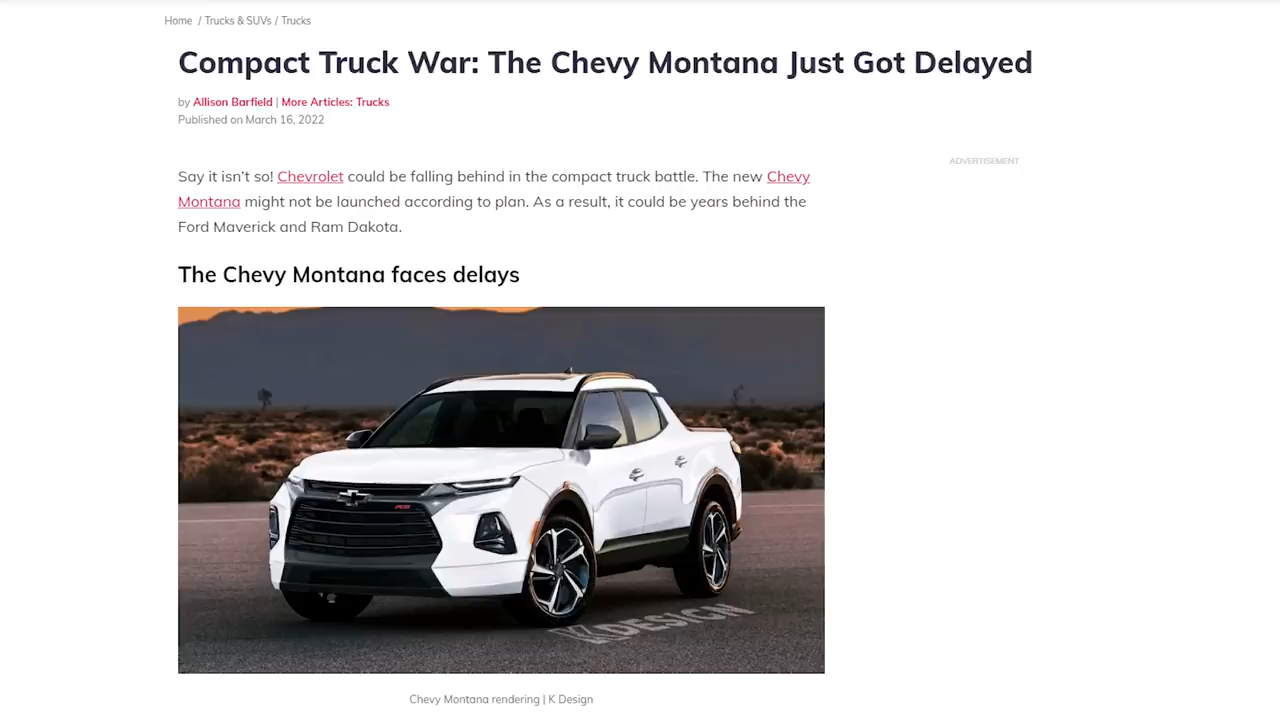 Home / Trucks & SUVs / Trucks
Compact Truck War: The Chevy Montana Just Got Delayed
by Allison Barfield | More Articles: Trucks
Published on March 16, 2022
ADVERTISEMENT
Say it isn’t so! Chevrolet could be falling behind in the compact truck battle. The new Chevy
Montana might not be launched according to plan. As a result, it could be years behind the
Ford Maverick and Ram Dakota.
The Chevy Montana faces delays
RS
KDESIGN
Chevy Montana rendering | K Design